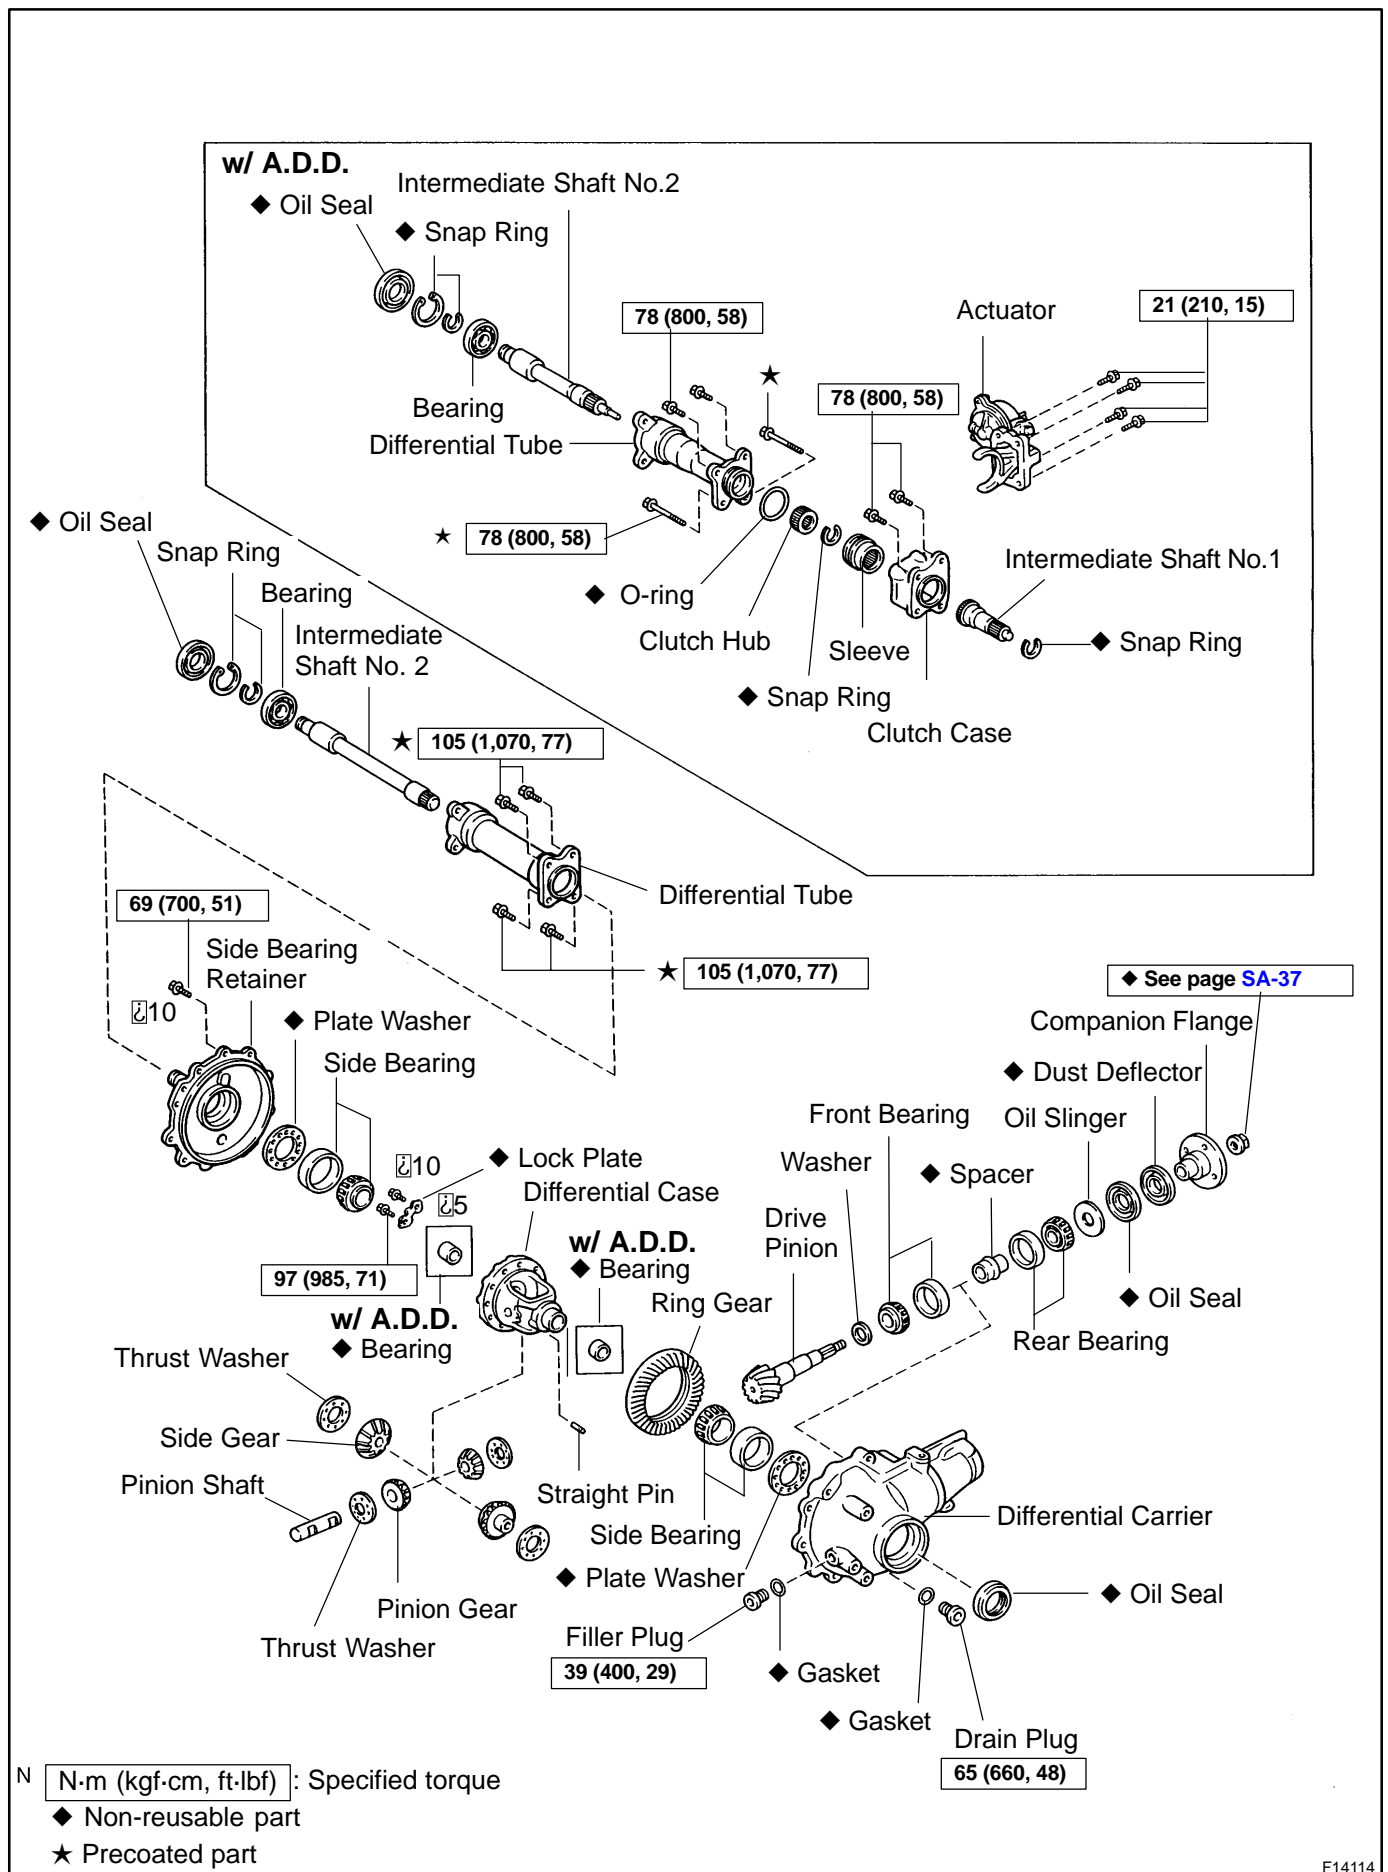 w/ A.D.D.
Intermediate Shaft No.2
◆ Oil Seal
◆ Snap Ring
78 (800, 58)
Actuator
21 (210, 15)
★
78 (800, 58)
Bearing
Differential Tube
◆ Oil Seal
★ 78 (800, 58)
Snap Ring
Bearing
◆ O-ring
Intermediate Shaft No.1
Intermediate
Shaft No. 2
Clutch Hub
Sleeve
◆ Snap Ring
◆ Snap Ring
Clutch Case
★ 105 (1,070, 77)
Differential Tube
69 (700, 51)
Side Bearing
Retainer
★ 105 (1,070, 77)
◆ See page SA-37
10
◆ Plate Washer
Companion Flange
Side Bearing
◆ Dust Deflector
Front Bearing
Oil Slinger
Washer
◆ Lock Plate
10
◆ Spacer
Differential Case
5
Drive
Pinion
w/ A.D.D.
◆ Bearing
97 (985, 71)
Ring Gear
◆ Oil Seal
w/ A.D.D.
◆ Bearing
Rear Bearing
Thrust Washer
Side Gear
Pinion Shaft
Straight Pin
Side Bearing
Differential Carrier
◆ Plate Washer
◆ Oil Seal
Pinion Gear
Thrust Washer
Filler Plug
39 (400, 29)
◆ Gasket
◆ Gasket
Drain Plug
65 (660, 48)
N
N·m (kgf·cm, ft·lbf) : Specified torque
◆ Non-reusable part
★ Precoated part
F14114